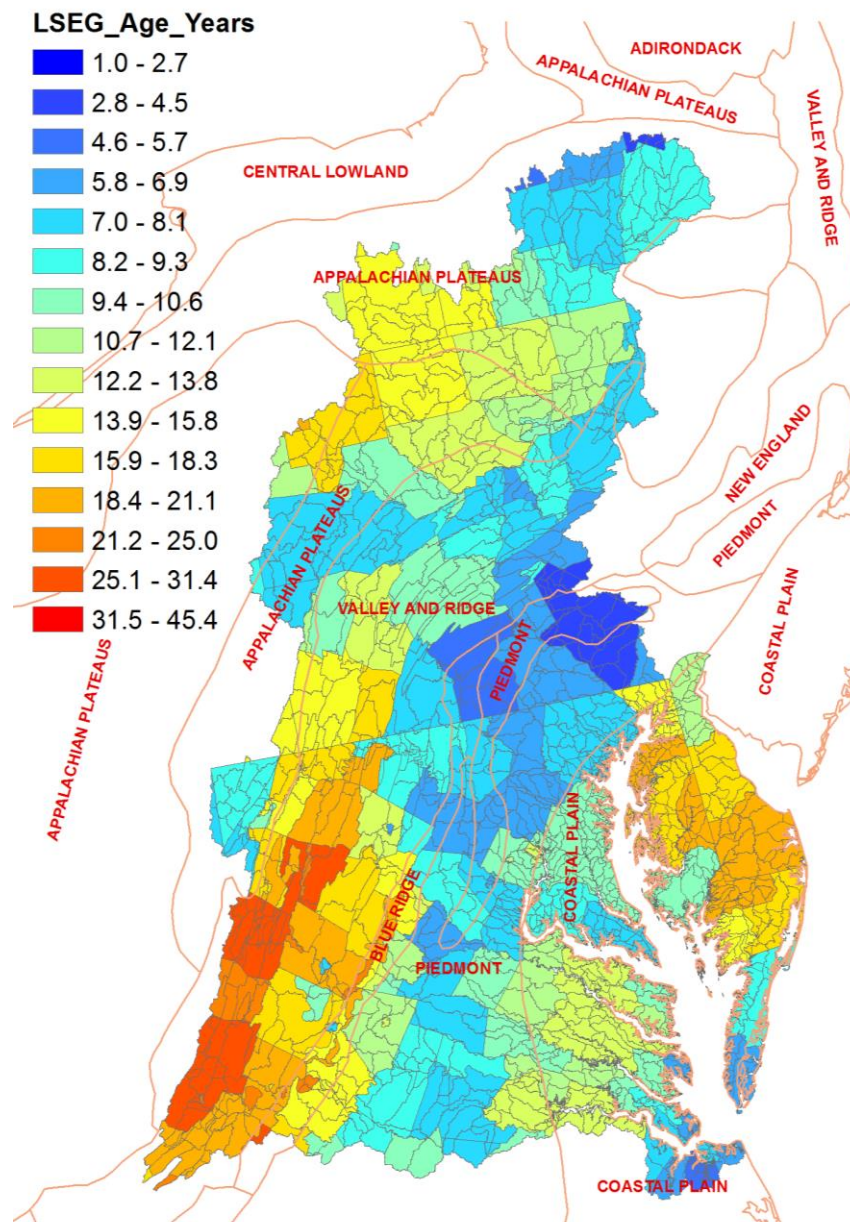 LSEG_Age_Years
1.0 - 2.7
2.8 - 4.5
4.6 - 5.7
5.8 - 6.9
7.0 - 8.1
8.2 - 9.3
9.4 - 10.6
10.7 - 12.1
12.2 - 13.8
13.9 - 15.8
15.9 - 18.3
18.4 - 21.1
21.2 - 25.0
25.1 - 31.4
31.5 - 45.4
ADIRONDACK
APPALACHIAN PLATEAUS
VALLEY AND RIDGE
CENTRAL LOWLAND
APPALACHIAN PLATEAUS
NEW ENGLAND
PIEDMONT
COASTAL PLAIN
APPALACHIAN PLATEAUS
VALLEY AND RIDGE
PIEDMONT
APPALACHIAN PLATEAUS
COASTAL PLAIN
BLUE RIDGE
PIEDMONT
COASTAL PLAIN